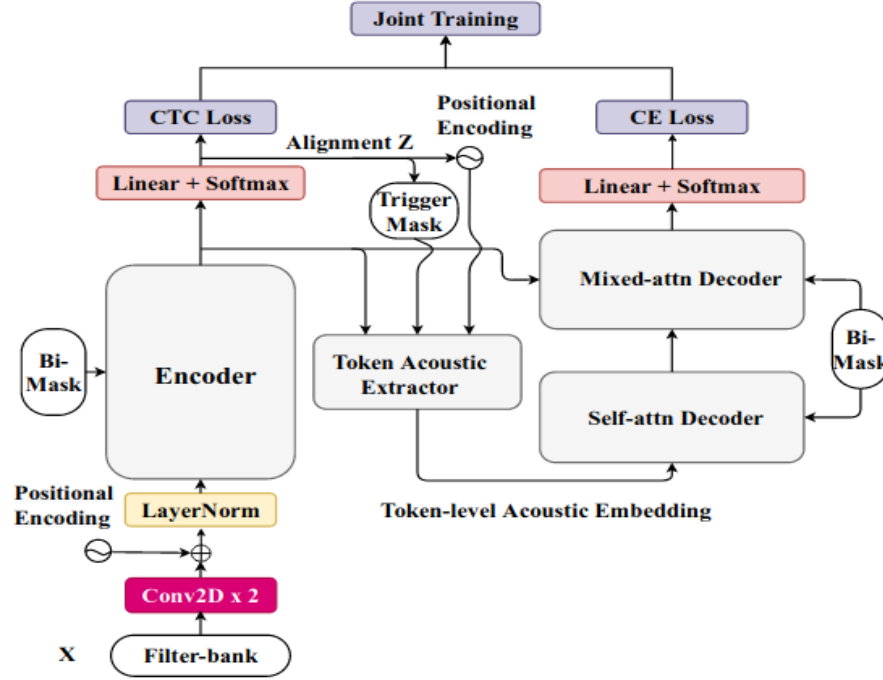 Joint Training
CTC Loss
Positional
Encoding
CE Loss
Alignment Z
Linear + Softmax
Trigger
Mask
Linear + Softmax
Mixed-attn Decoder
Bi-
Mask
Encoder
Token Acoustic
Extractor
Bi-
Mask
Self-attn Decoder
Positional
Encoding
LayerNorm
Token-level Acoustic Embedding
Conv2D x 2
X
Filter-bank